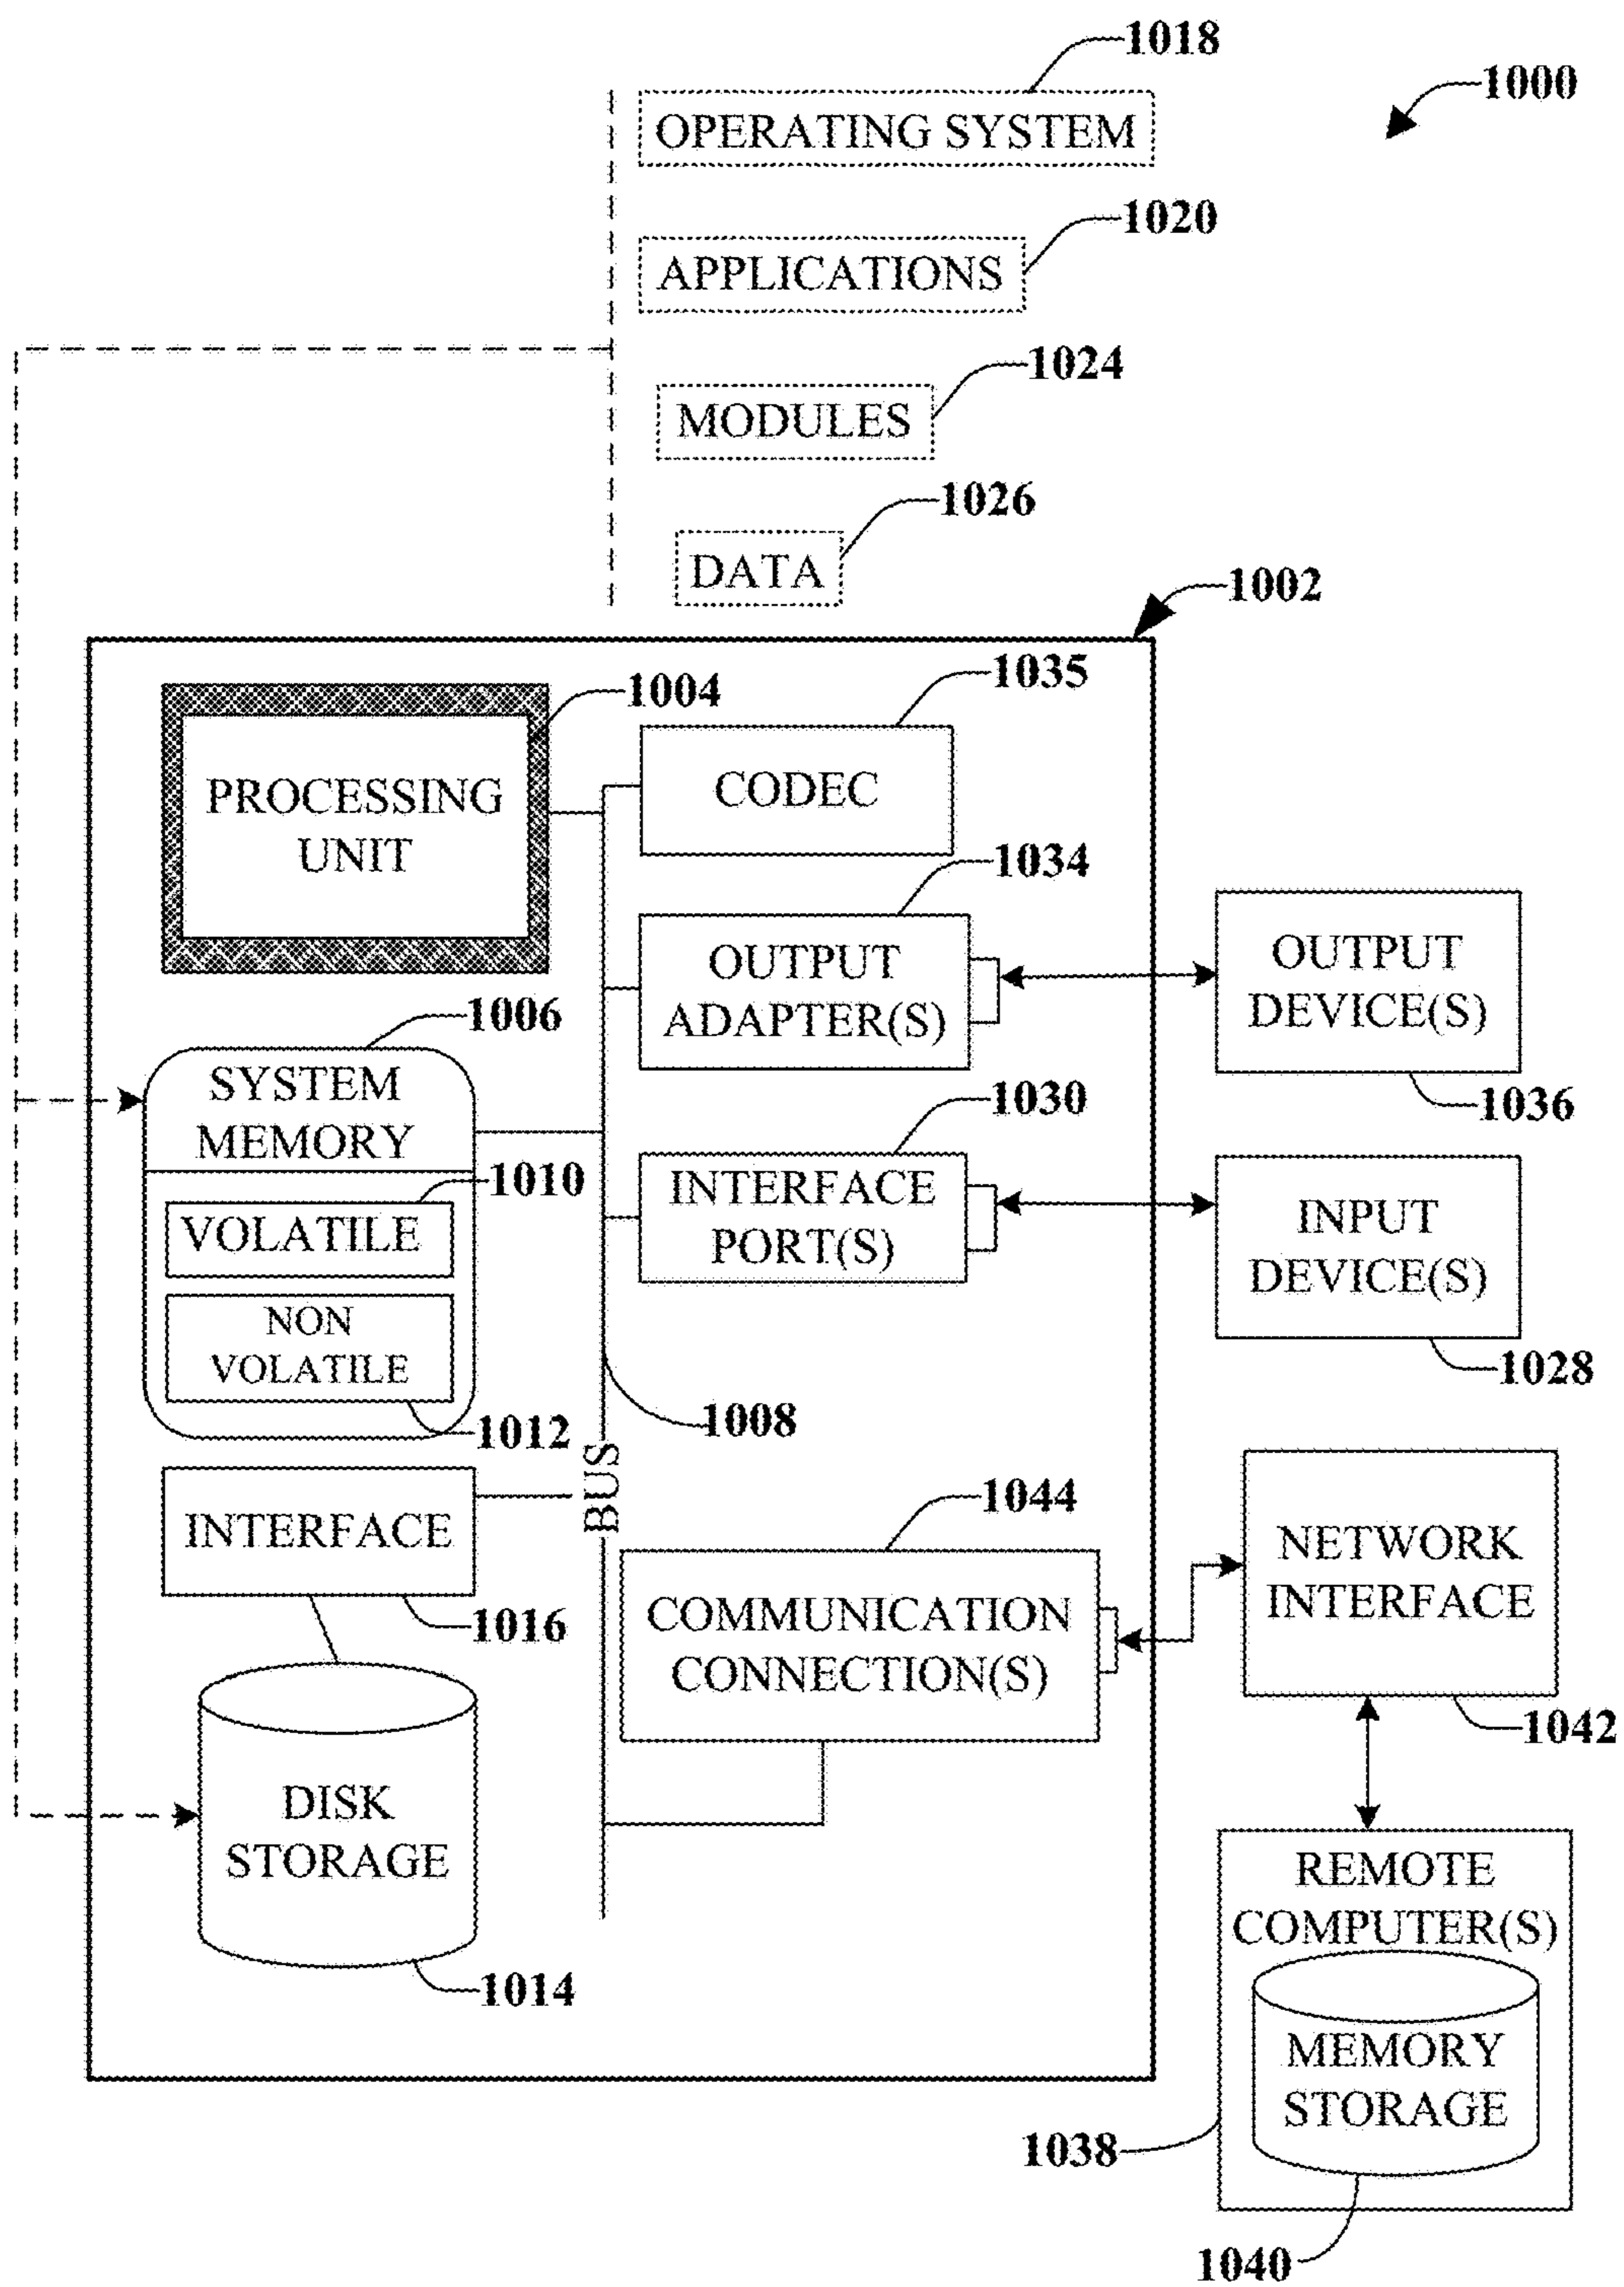 1018
1000
OPERATING SYSTEM
1020
APPLICATIONS
1024
MODULES
1026
DATA
1002
1004
PROCESSING
UNIT
1035
CODEC
1034
OUTPUT
ADAPTER(S)
OUTPUT
DEVICE(S)
1036
1006
SYSTEM
MEMORY
1010
VOLATILE
NON
VOLATILE
1012
1030
INTERFACE
PORT(S)
INPUT
DEVICE(S)
1028
1008
BUS
INTERFACE
1016
1044
COMMUNICATION
CONNECTION(S)
NETWORK
INTERFACE
1042
DISK
STORAGE
1014
REMOTE
COMPUTER(S)
MEMORY
STORAGE
1038
1040